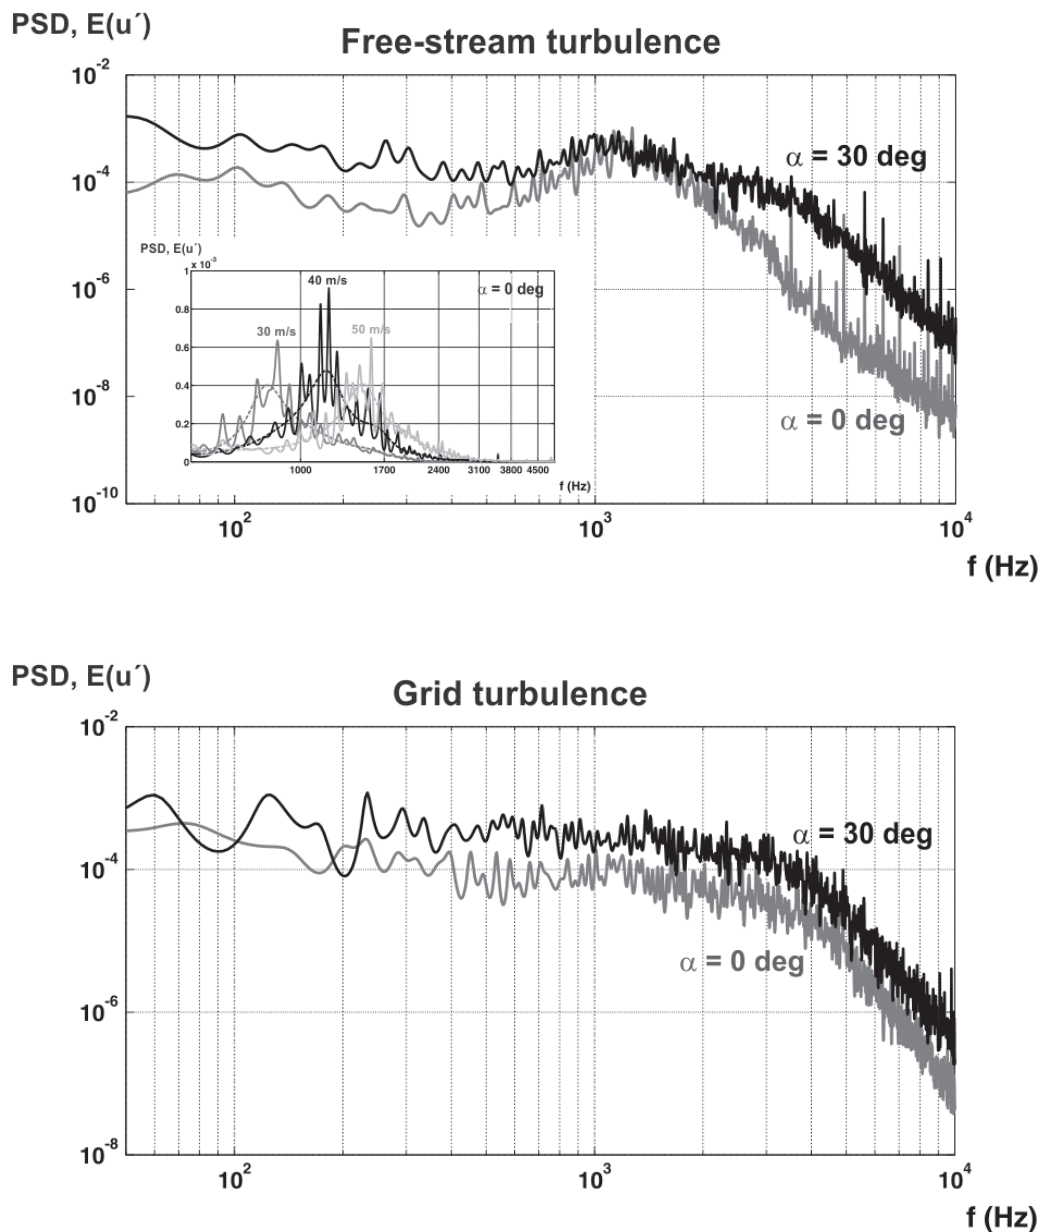 PSD, E(u´)
Free-stream turbulence
10-2
α = 30 deg
10-4
PSD, E(u´)
1 x 10-3
40 m/s
α = 0 deg
10-6
0.8
30 m/s
50 m/s
0.6
0.4
10-8
α = 0 deg
0.2
0
1000 1700 2400 3100 3800 4500
f (Hz)
10-10
102 103 104
f (Hz)
PSD, E(u´)
Grid turbulence
10-2
α = 30 deg
10-4
α = 0 deg
10-6
10-8
102 103 104
f (Hz)